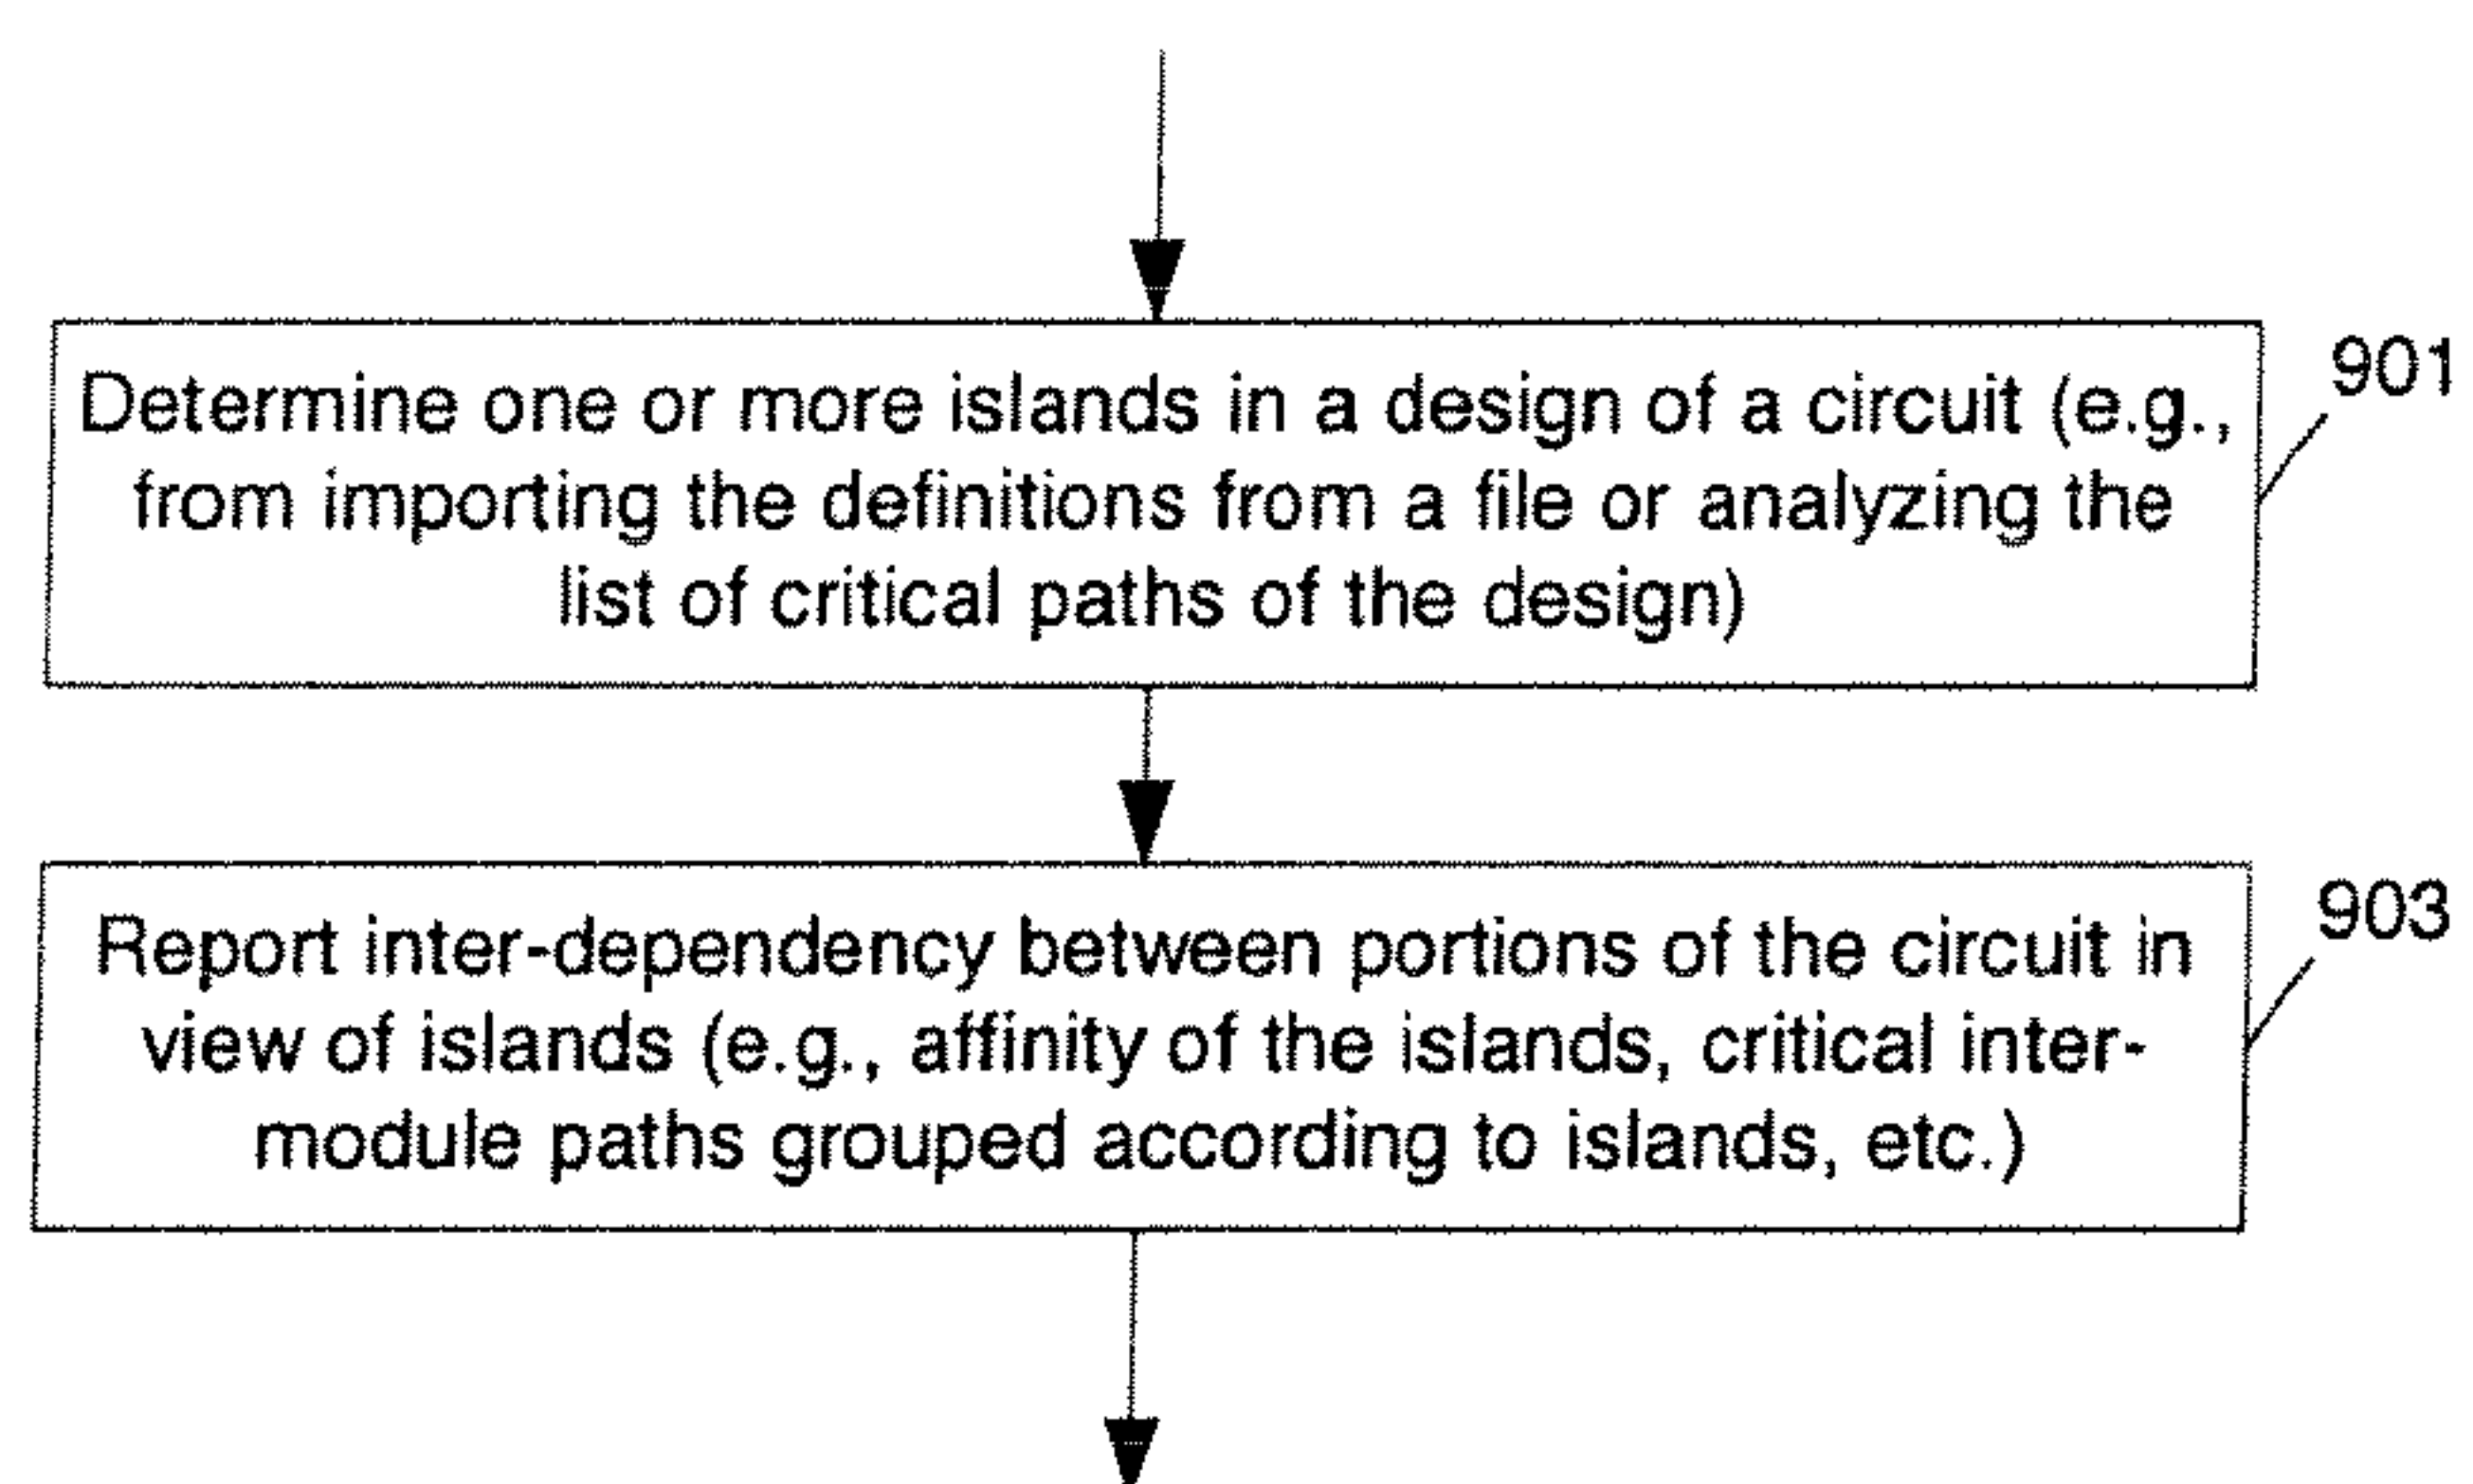 Determine one or more islands in a design of a circuit (e.g.,
from importing the definitions from a file or analyzing the
list of critical paths of the design)
901
Report inter-dependency between portions of the circuit in
view of islands (e.g., affinity of the islands, critical inter-
module paths grouped according to islands, etc.)
903